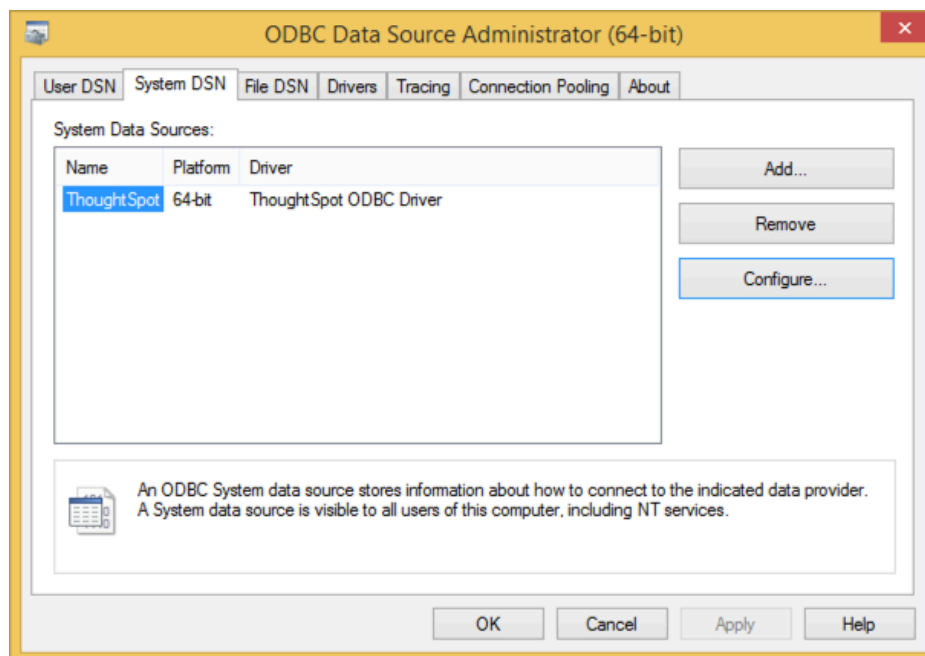 ODBC Data Source Administrator (64-bit)
User DSN System DSN File DSN Drivers Tracing Connection Pooling About
System Data Sources:
Name Platform Driver
ThoughtSpot 64-bit ThoughtSpot ODBC Driver
Add...
Remove
Configure...
An ODBC System data source stores information about how to connect to the indicated data provider.
A System data source is visible to all users of this computer, including NT services.
OK Cancel Apply Help